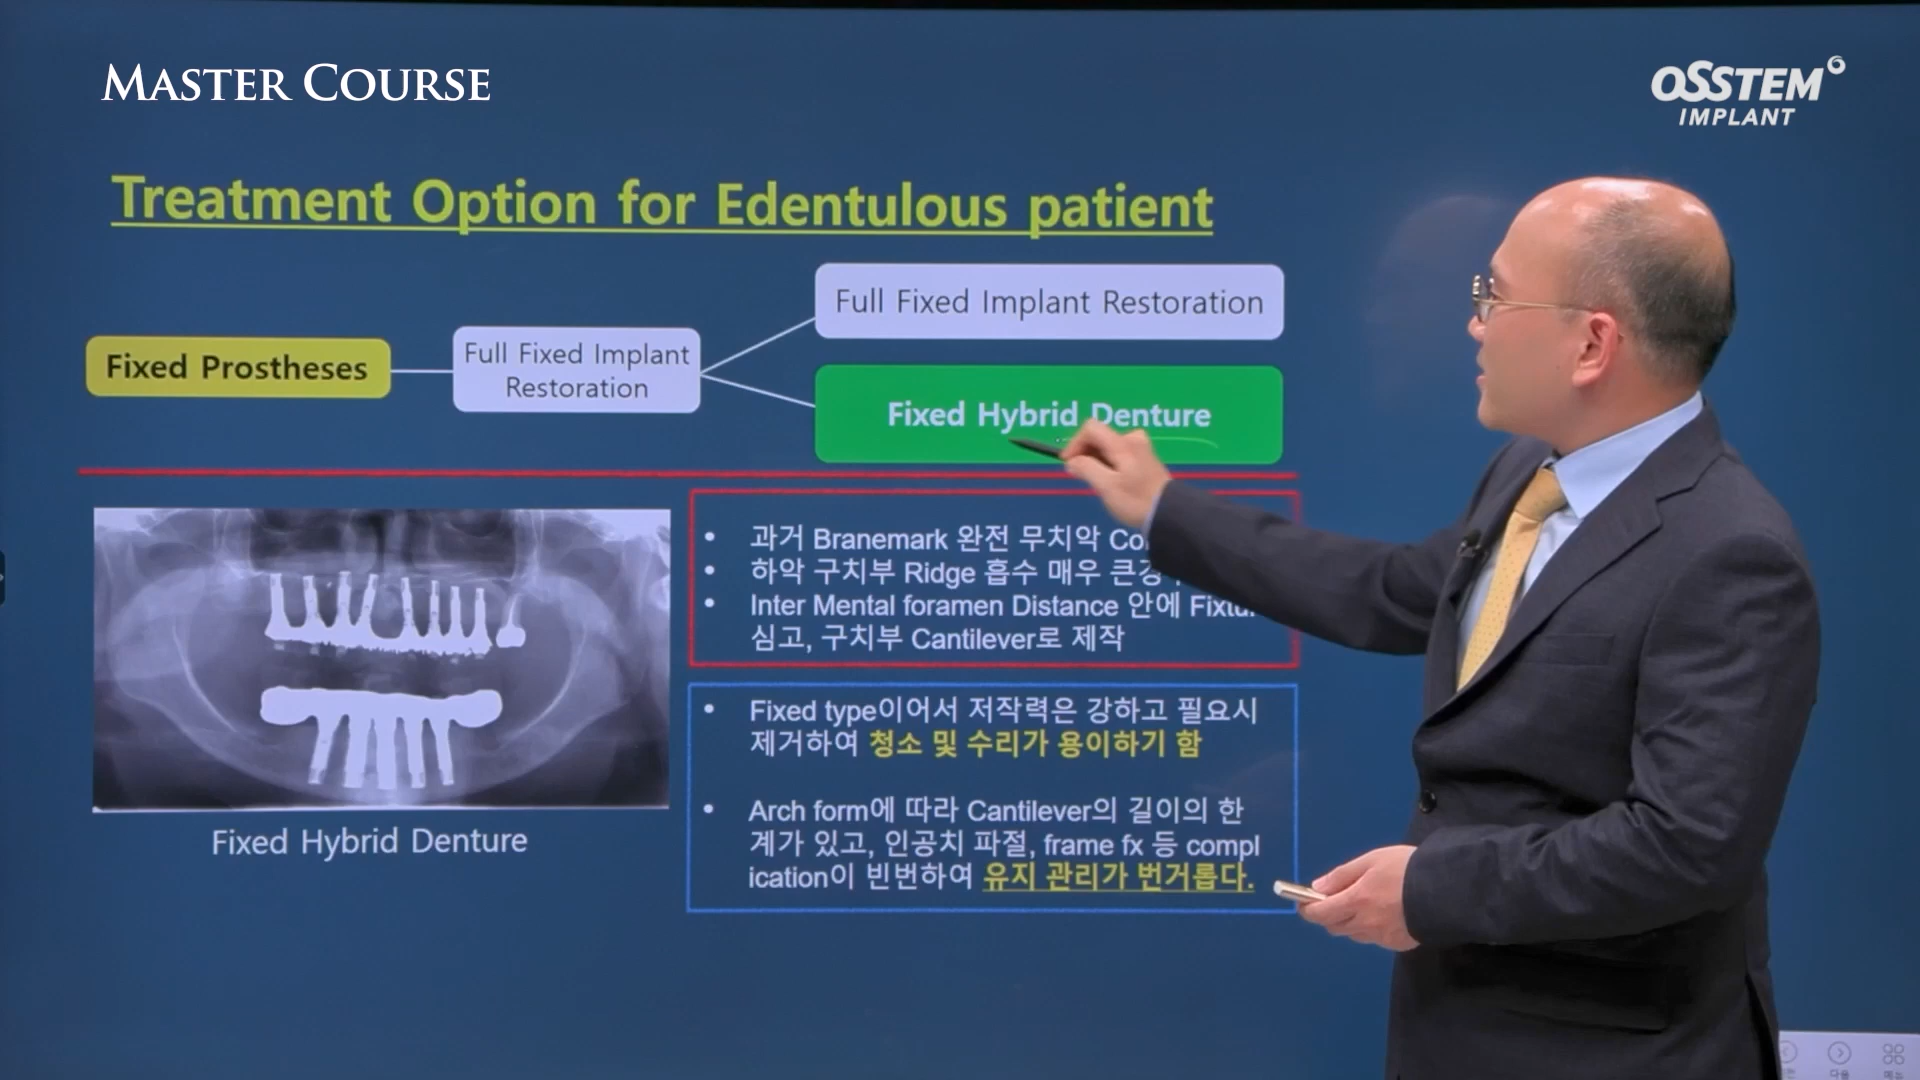 MASTER COURSE
OSSTEM
IMPLANT
Treatment Option for Edentulous patient
Full Fixed Implant Restoration
Fixed Prostheses
Full Fixed Implant
Restoration
Fixed Hybrid Denture
• 과거 Branemark 완전 무치악
• 하악 구치부 Ridge 흡수 매우
• Inter Mental foramen Distance 안에
심고, 구치부 Cantilever로 제작
• Fixed type이어서 저작력은 강하고 필요시
제거하여 청소 및 수리가 용이하기 함
• Arch form에 따라 Cantilever의 길이의 한
계가 있고, 인공치 파절, frame fx 등 compl
ication이 빈번하여 유지 관리가 번거롭다.
Fixed Hybrid Denture
다음